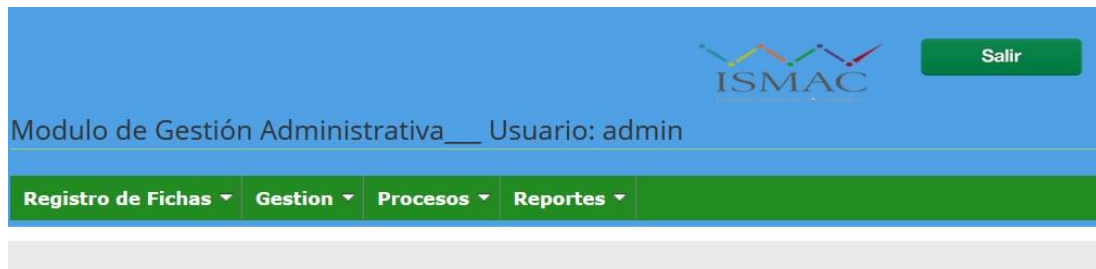 Salir
ISMAC
Modulo de Gestión Administrativa___ Usuario: admin
Registro de Fichas Gestion Procesos Reportes